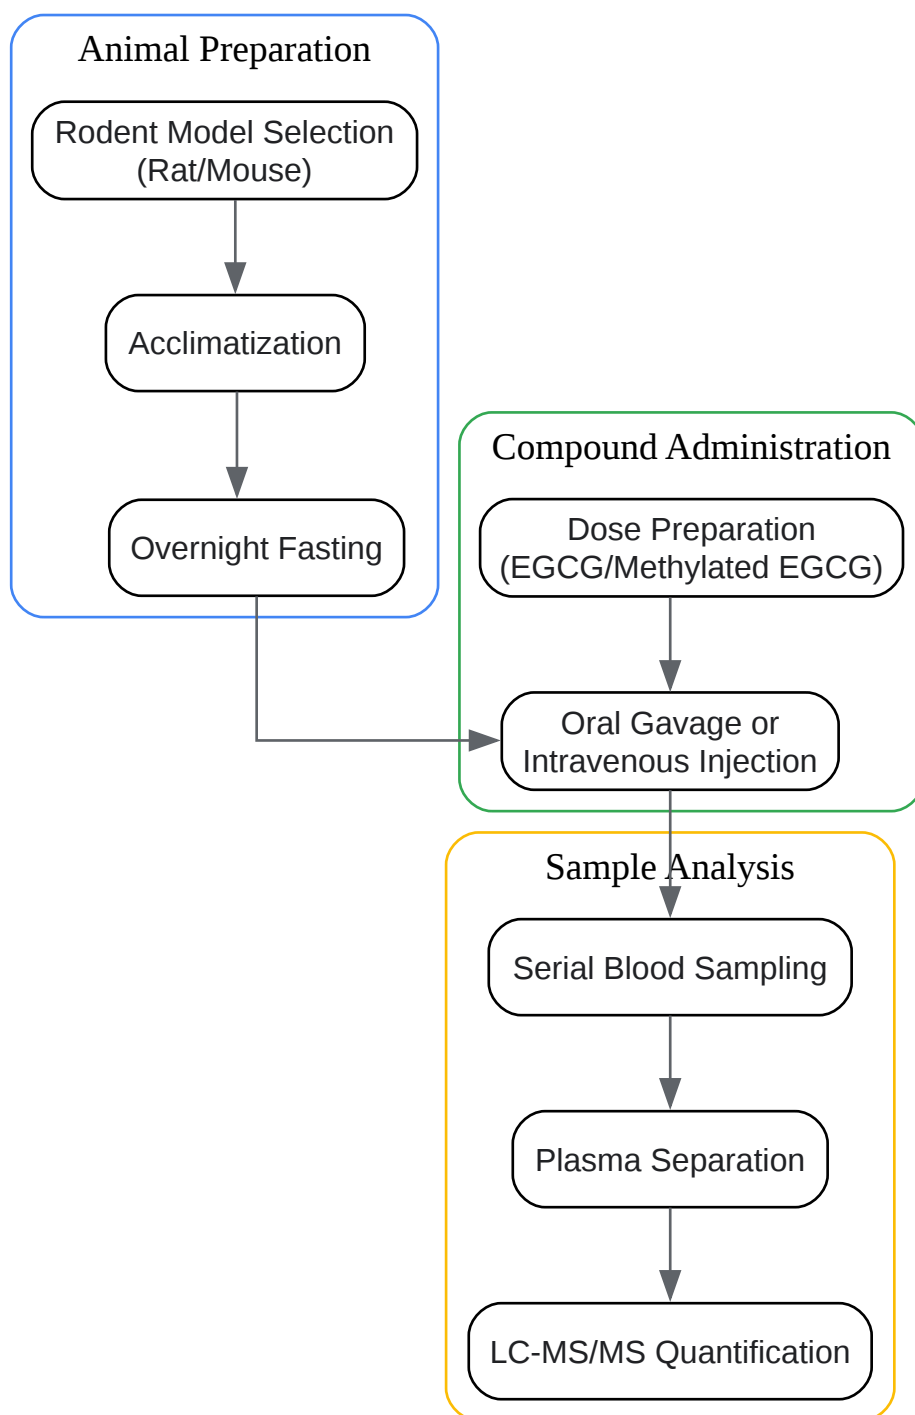 Animal Preparation
Rodent Model Selection
(Rat/Mouse)
Acclimatization
Overnight Fasting
Compound Administration
Dose Preparation
(EGCG/Methylated EGCG)
Oral Gavage or
Intravenous Injection
Sample Analysis
Serial Blood Sampling
Plasma Separation
LC-MS/MS Quantification